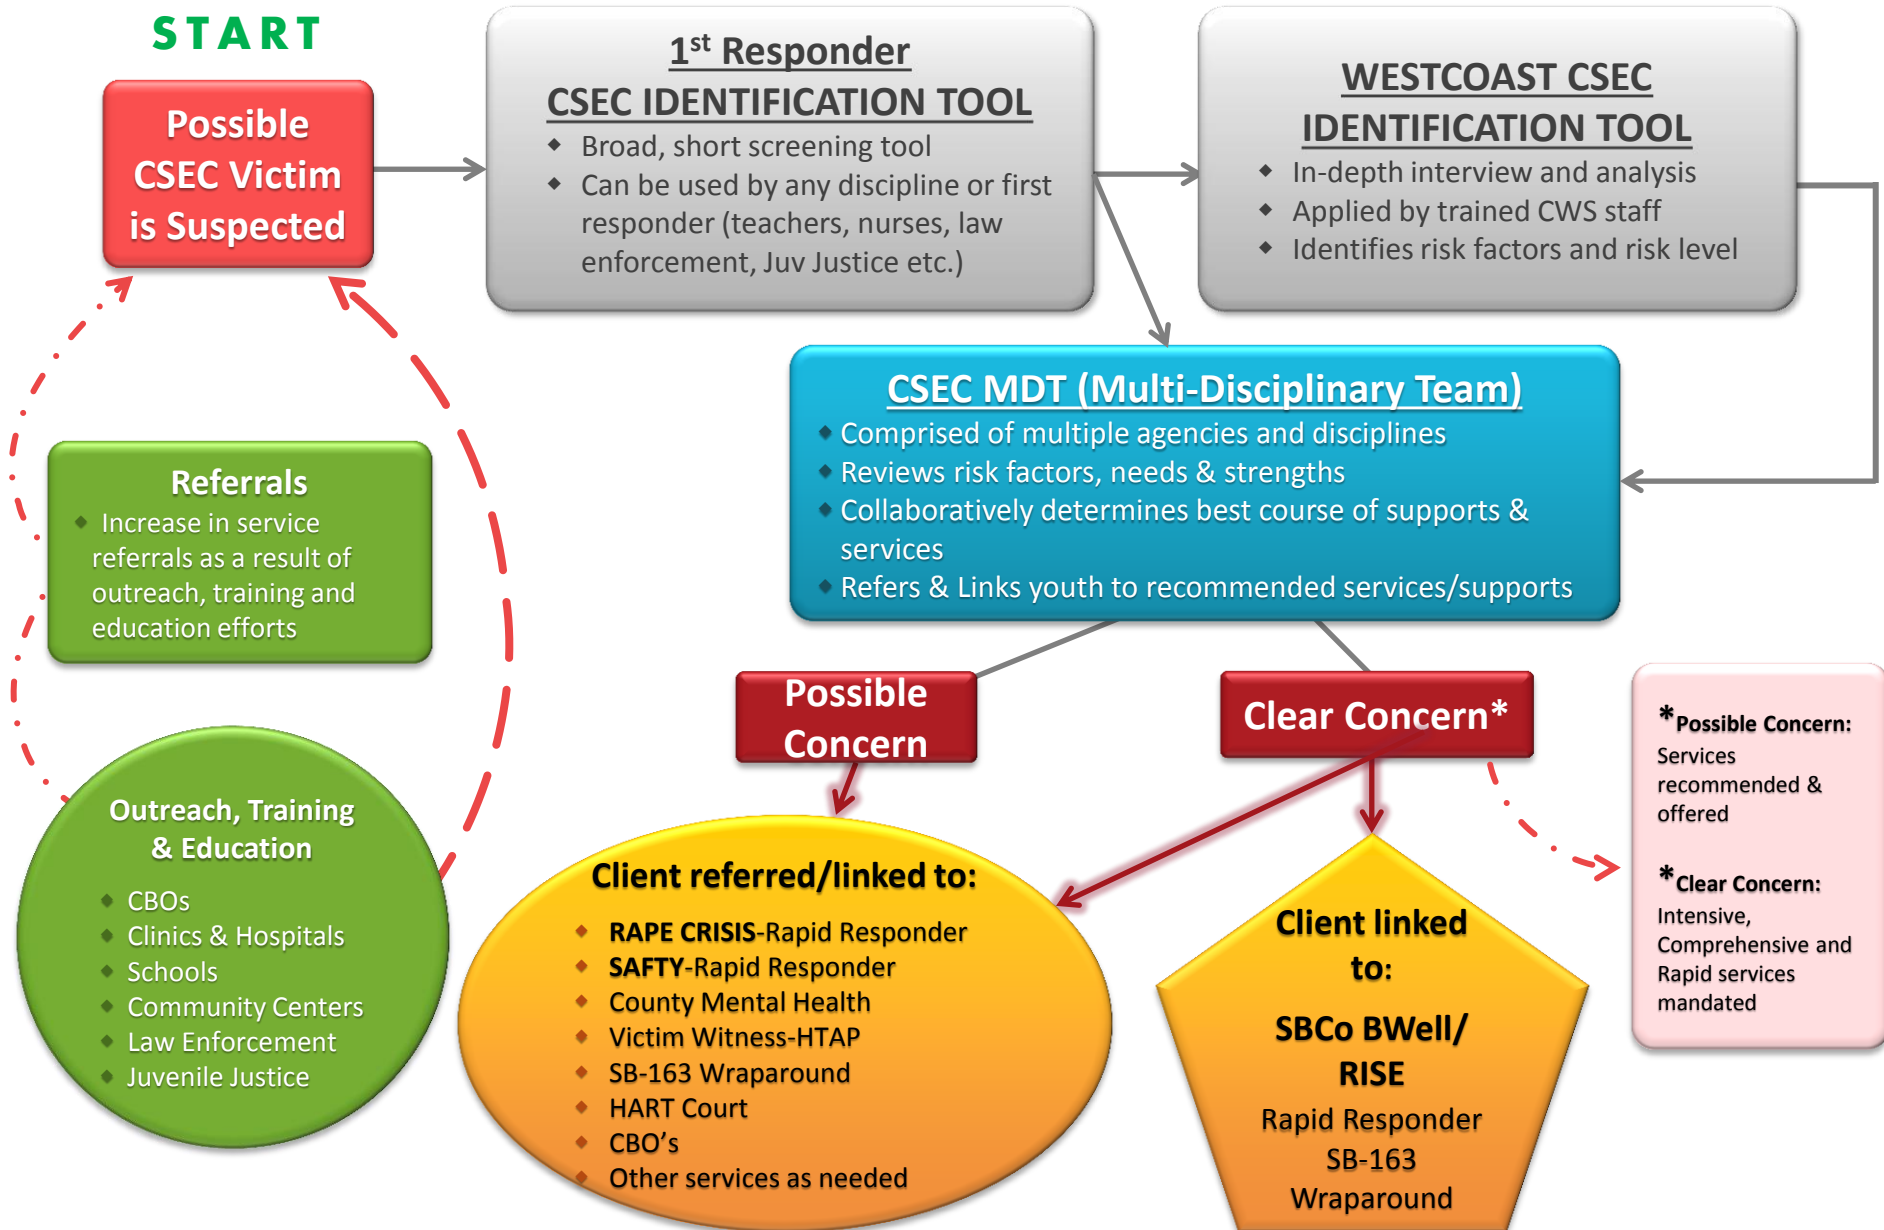 START
Possible
CSEC Victim
is Suspected
1st Responder
CSEC IDENTIFICATION TOOL
Broad, short screening tool
Can be used by any discipline or first
responder (teachers, nurses, law
enforcement, Juv Justice etc.)
WESTCOAST CSEC
IDENTIFICATION TOOL
In-depth interview and analysis
Applied by trained CWS staff
Identifies risk factors and risk level
CSEC MDT (Multi-Disciplinary Team)
Comprised of multiple agencies and disciplines
Reviews risk factors, needs & strengths
Collaboratively determines best course of supports &
services
Refers & Links youth to recommended services/supports
Referrals
Increase in service
referrals as a result of
outreach, training and
education efforts
Outreach, Training
& Education
CBOs
Clinics & Hospitals
Schools
Community Centers
Law Enforcement
Juvenile Justice
Possible
Concern
Clear Concern*
*Possible Concern:
Services
recommended &
offered
*Clear Concern:
Intensive,
Comprehensive and
Rapid services
mandated
Client referred/linked to:
RAPE CRISIS-Rapid Responder
SAFTY-Rapid Responder
County Mental Health
Victim Witness-HTAP
SB-163 Wraparound
HART Court
CBO's
Other services as needed
Client linked
to:
SBCo BWell/
RISE
Rapid Responder
SB-163
Wraparound